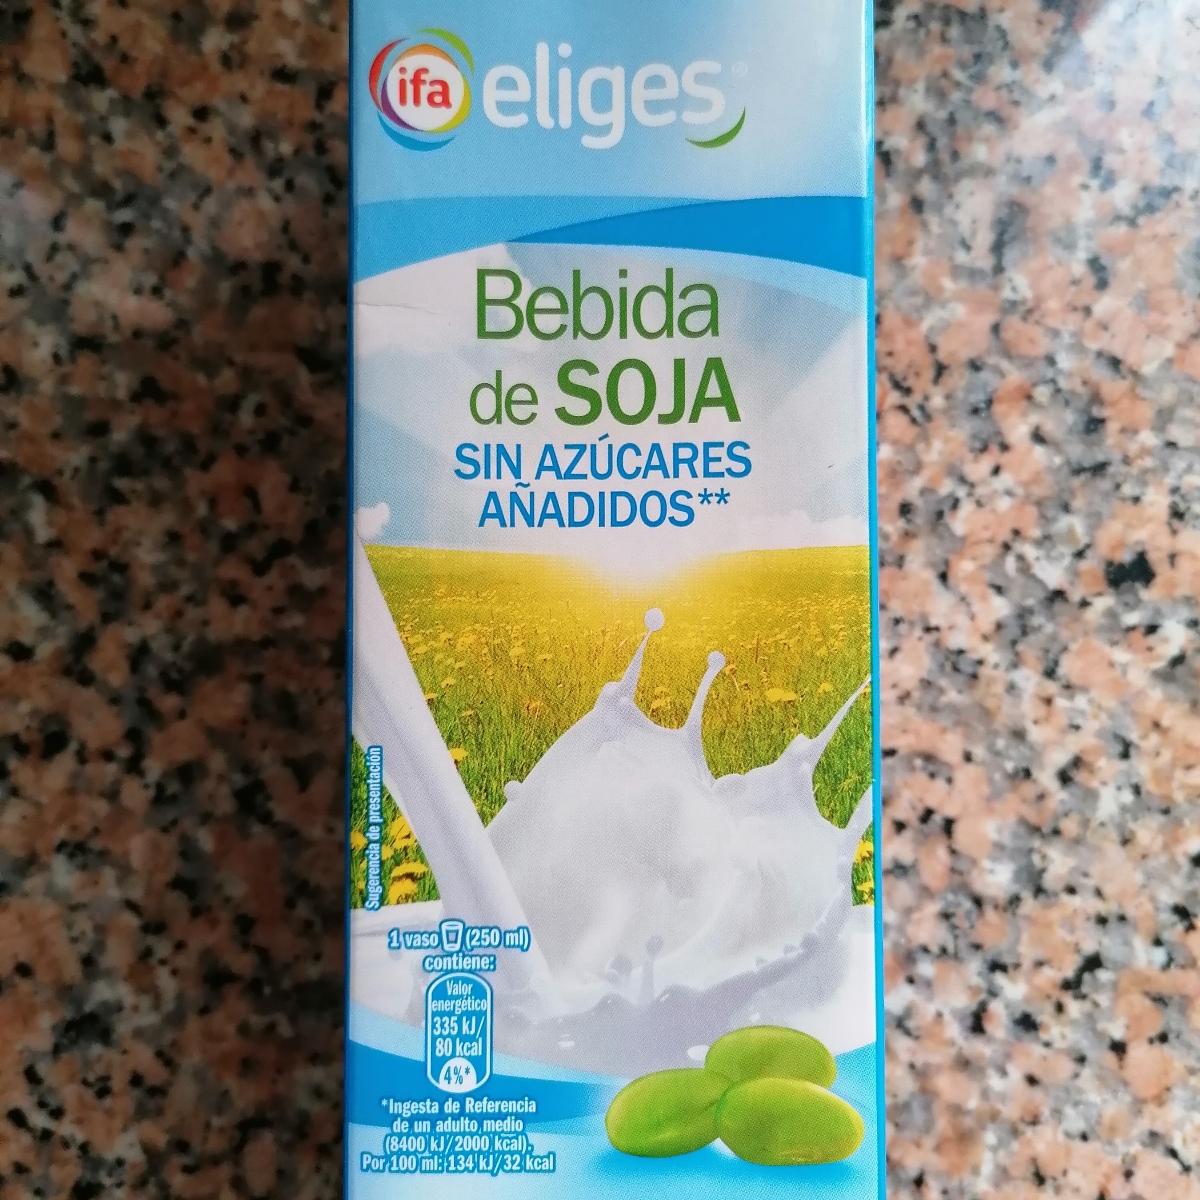 ifa eliges®
Bebida
de SOJA
SIN AZÚCARES
AÑADIDOS**
Sugerencia de presentación
1 vaso (250 ml)
contiene:
Valor
energético
335 kJ/
80 kcal
4%*
*Ingesta de Referencia
de un adulto medio
(8400 kJ/2000 kcal).
Por 100 ml: 134 kJ/32 kcal